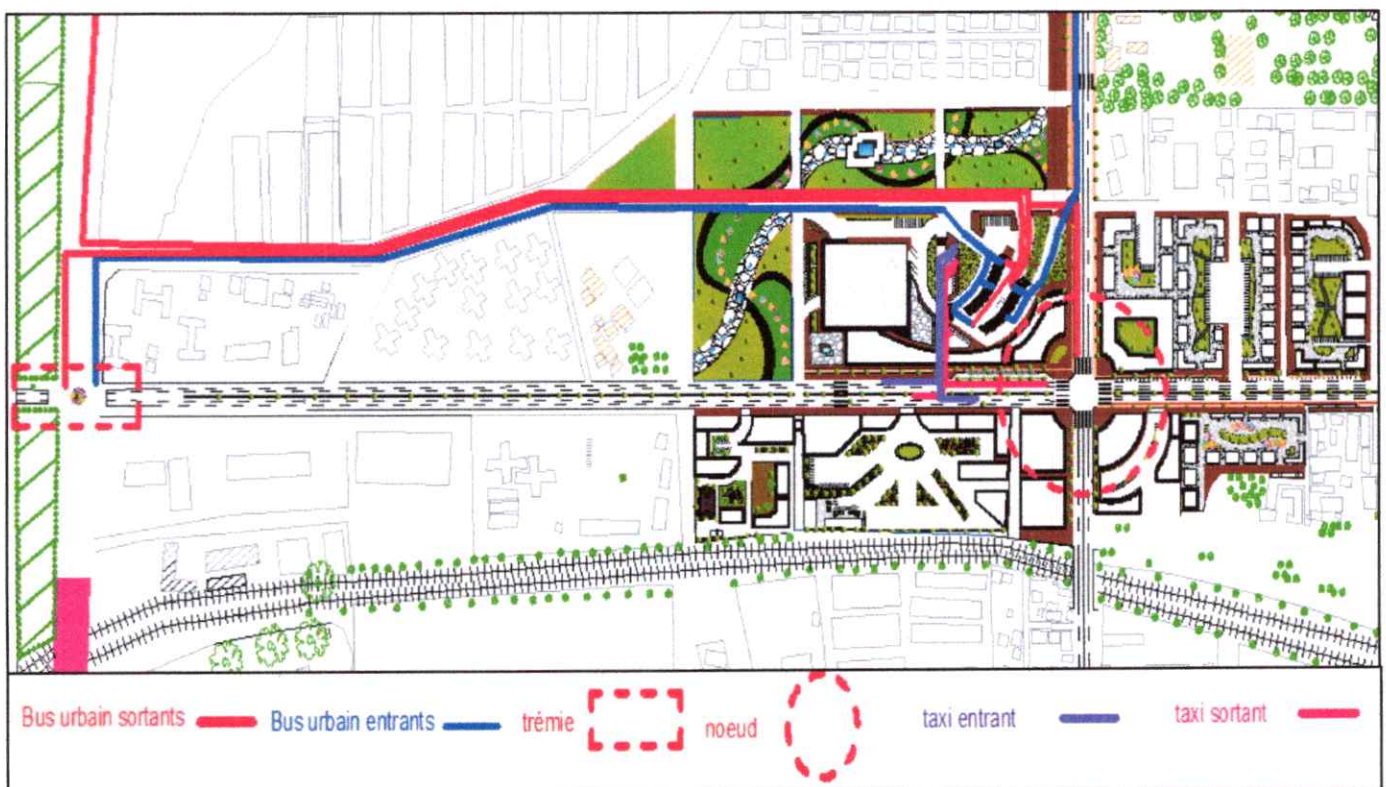 Bus urbain sortants
Bus urbain entrants
trémie
noeud
taxi entrant
taxi sortant